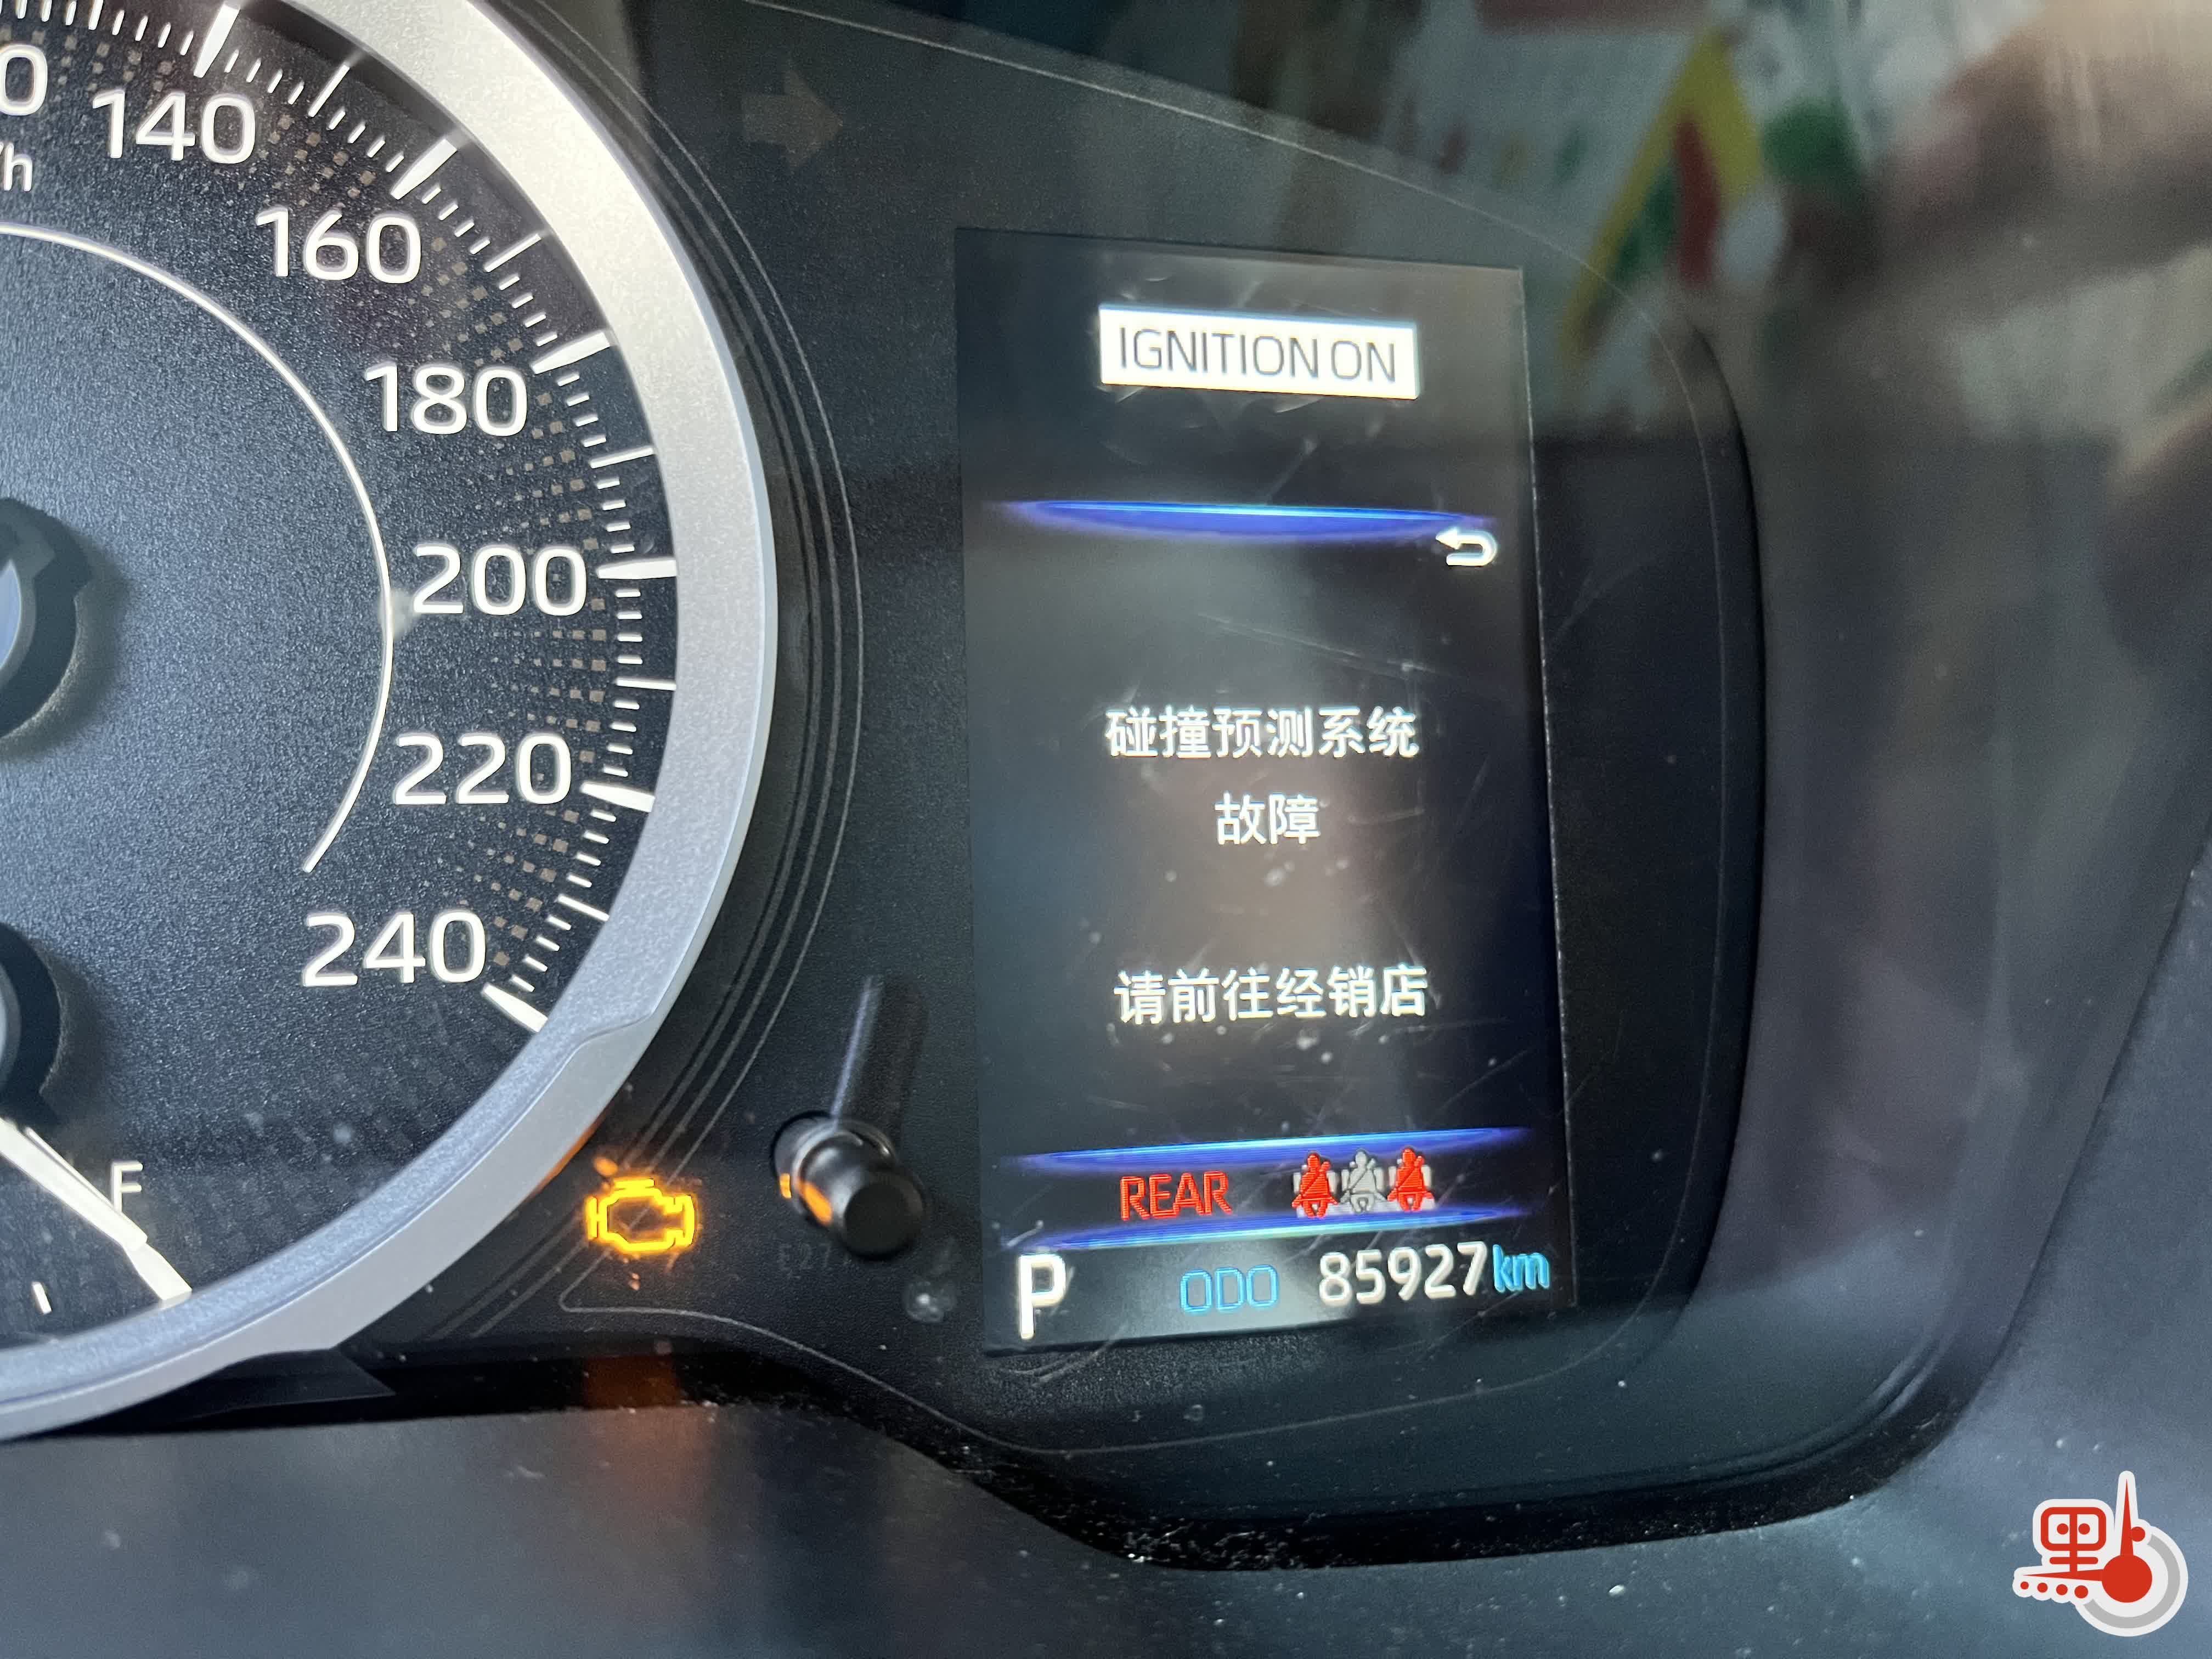 140
160
180
200
220
240
F
IGNITION ON
碰撞预测系统
故障
请前往经销店
REAR
P ODO 85927 km